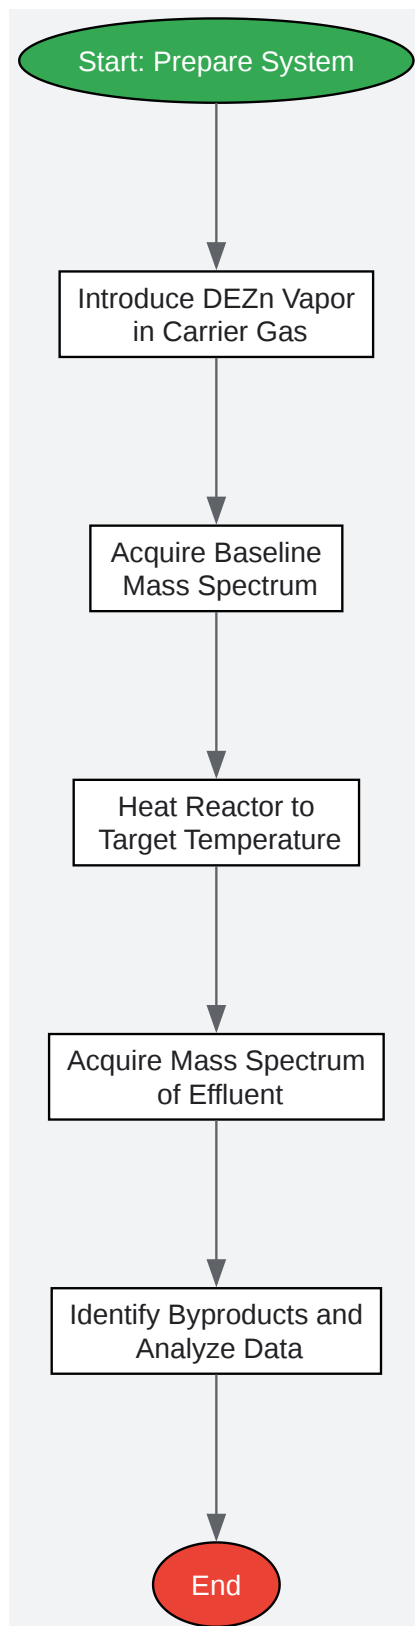 Start: Prepare System
Introduce DEZn Vapor
in Carrier Gas
Acquire Baseline
Mass Spectrum
Heat Reactor to
Target Temperature
Acquire Mass Spectrum
of Effluent
Identify Byproducts and
Analyze Data
End